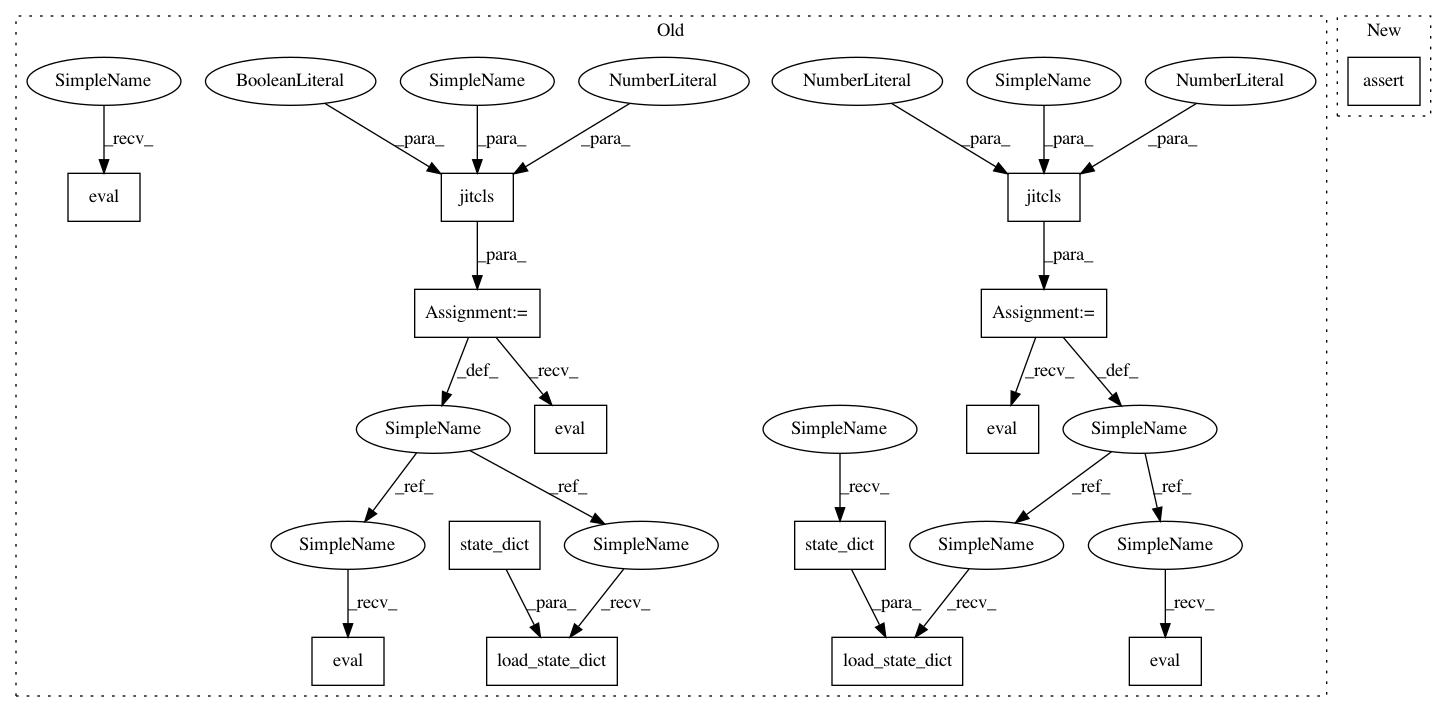 Old
New
SimpleName
BooleanLiteral
SimpleName
NumberLiteral
NumberLiteral
SimpleName
NumberLiteral
assert
_recv_
_para_
_para_
_para_
_para_
_para_
_para_
eval
jitcls
jitcls
_para_
_para_
Assignment:=
Assignment:=
_def_
_recv_
_recv_
_def_
SimpleName
eval
SimpleName
eval
SimpleName
_ref_
_ref_
_recv_
_ref_
_ref_
SimpleName
state_dict
SimpleName
state_dict
SimpleName
SimpleName
_recv_
_para_
_recv_
_para_
_recv_
_recv_
eval
load_state_dict
load_state_dict
eval